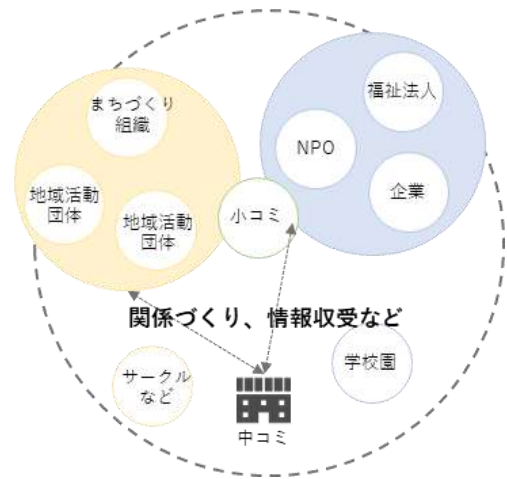 まちづくり
組織
地域活動
団体
地域活動
団体
福祉法人
NPO
企業
小コミ
関係づくり、情報収受など
サークル
など
学校園
中コミ